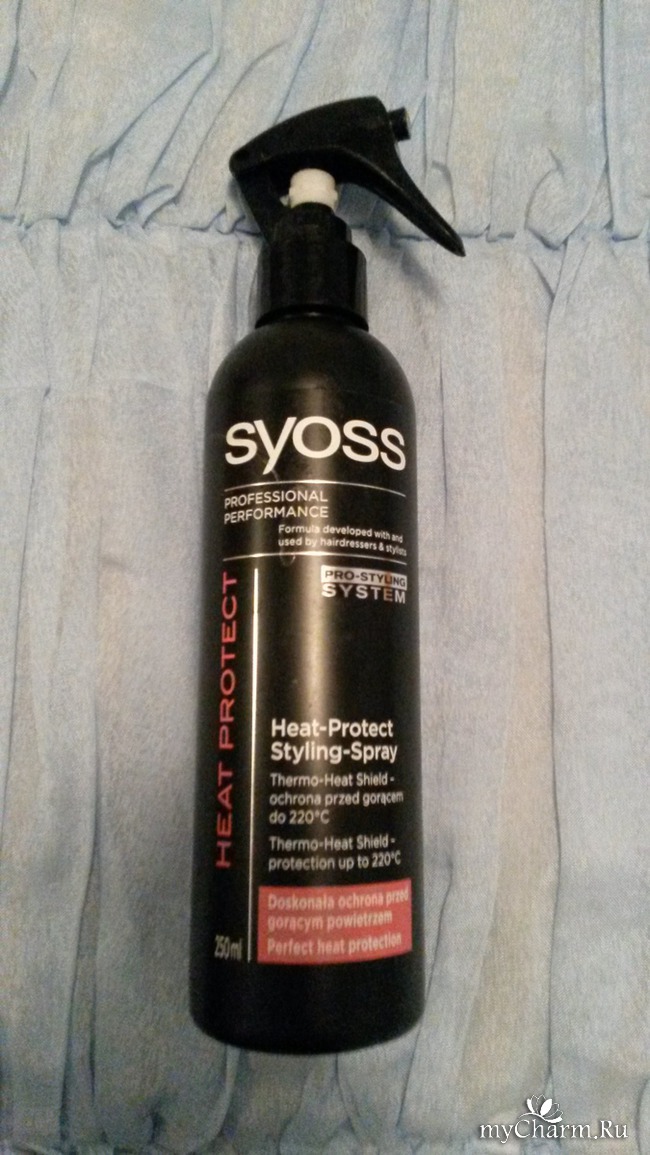 syoss
PROFESSIONAL
PERFORMANCE
Formula developed with and
used by hairdressers & stylists
PRO-STYLING
SYSTEM
HEAT PROTECT
Heat-Protect
Styling-Spray
Thermo-Heat Shield -
ochrona przed gorącem
do 220°C
Thermo-Heat Shield -
protection up to 220°C
Doskonała ochrona przed
gorącym powietrzem
Perfect heat protection
250ml
myCharm.Ru